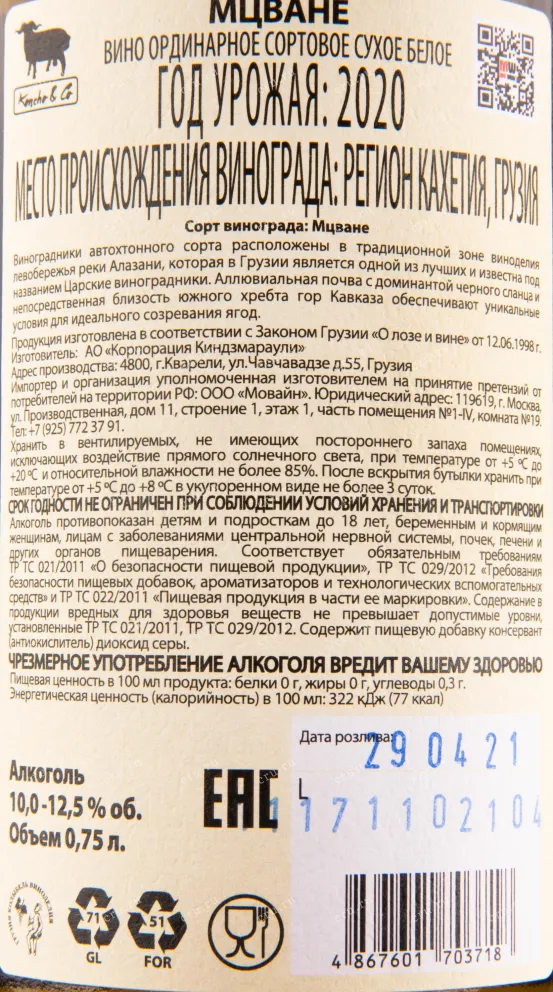 МЦВАНЕ
ВИНО ОРДИНАРНОЕ СОРТОВОЕ СУХОЕ БЕЛОЕ
Kancho & Co
ГОД УРОЖАЯ: 2020
МЕСТО ПРОИСХОЖДЕНИЯ ВИНОГРАДА: РЕГИОН КАХЕТИЯ, ГРУЗИЯ
Сорт винограда: Мцване
Виноградники автохтонного сорта расположены в традиционной зоне виноделия
левобережья реки Алазани, которая в Грузии является одной из лучших и известна под
названием Царские виноградники. Аллювиальная почва с доминантой черного сланца и
непосредственная близость южного хребта гор Кавказа обеспечивают уникальные
условия для идеального созревания ягод.
Продукция изготовлена в соответствии с Законом Грузии «О лозе и вине» от 12.06.1998 г.
Изготовитель: АО «Корпорация Киндзмараули»
Адрес производства: 4800, г.Кварели, ул.Чавчавадзе д.55, Грузия
Импортер и организация уполномоченная изготовителем на принятие претензий от
потребителей на территории РФ: ООО «Мовайн». Юридический адрес: 119619, г. Москва,
ул. Производственная, дом 11, строение 1, этаж 1, часть помещения №1-IV, комната №19.
Тел: +7 (925) 772 37 91.
Хранить в вентилируемых, не имеющих постороннего запаха помещениях,
исключающих воздействие прямого солнечного света, при температуре от +5 ºC до
+20 ºC и относительной влажности не более 85%. После вскрытия бутылки хранить при
температуре от +5 ºC до +8 ºC в укупоренном виде не более 3 суток.
СРОК ГОДНОСТИ НЕ ОГРАНИЧЕН ПРИ СОБЛЮДЕНИИ УСЛОВИЙ ХРАНЕНИЯ И ТРАНСПОРТИРОВКИ
Алкоголь противопоказан детям и подросткам до 18 лет, беременным и кормящим
женщинам, лицам с заболеваниями центральной нервной системы, почек, печени и
других органов пищеварения. Соответствует обязательным требованиям
ТР ТС 021/2011 «О безопасности пищевой продукции», ТР ТС 029/2012 «Требования
безопасности пищевых добавок, ароматизаторов и технологических вспомогательных
средств» и ТР ТС 022/2011 «Пищевая продукция в части ее маркировки». Содержание в
продукции вредных для здоровья веществ не превышает допустимые уровни,
установленные ТР ТС 021/2011, ТР ТС 029/2012. Содержит пищевую добавку консервант
(антиокислитель) диоксид серы.
ЧРЕЗМЕРНОЕ УПОТРЕБЛЕНИЕ АЛКОГОЛЯ ВРЕДИТ ВАШЕМУ ЗДОРОВЬЮ
Пищевая ценность в 100 мл продукта: белки 0 г, жиры 0 г, углеводы 0,3 г.
Энергетическая ценность (калорийность) в 100 мл: 322 кДж (77 ккал)
Дата розлива:
29 04 21
L
1171102104
Алкоголь
10,0 -12,5 % об.
Объем 0,75 л.
ЕАС
71
GL
51
FOR
4 867601 703718